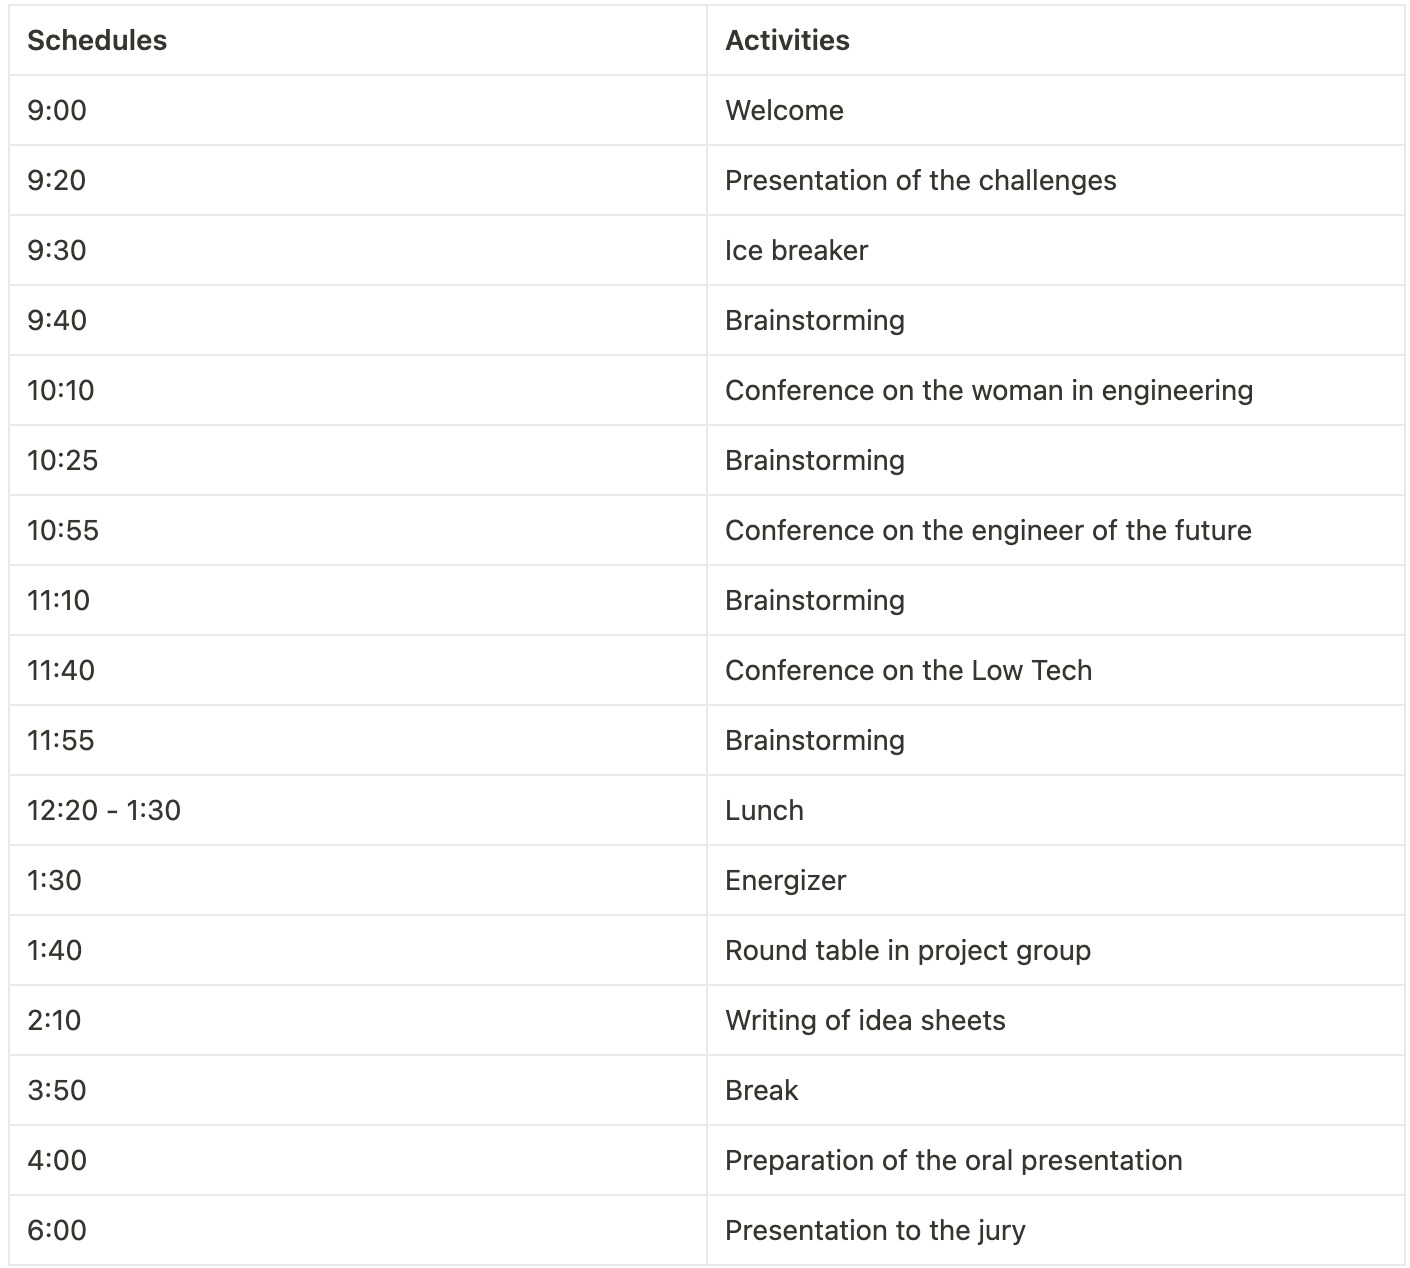 Schedules Activities
9:00 Welcome
9:20 Presentation of the challenges
9:30 Ice breaker
9:40 Brainstorming
10:10 Conference on the woman in engineering
10:25 Brainstorming
10:55 Conference on the engineer of the future
11:10 Brainstorming
11:40 Conference on the Low Tech
11:55 Brainstorming
12:20 - 1:30 Lunch
1:30 Energizer
1:40 Round table in project group
2:10 Writing of idea sheets
3:50 Break
4:00 Preparation of the oral presentation
6:00 Presentation to the jury